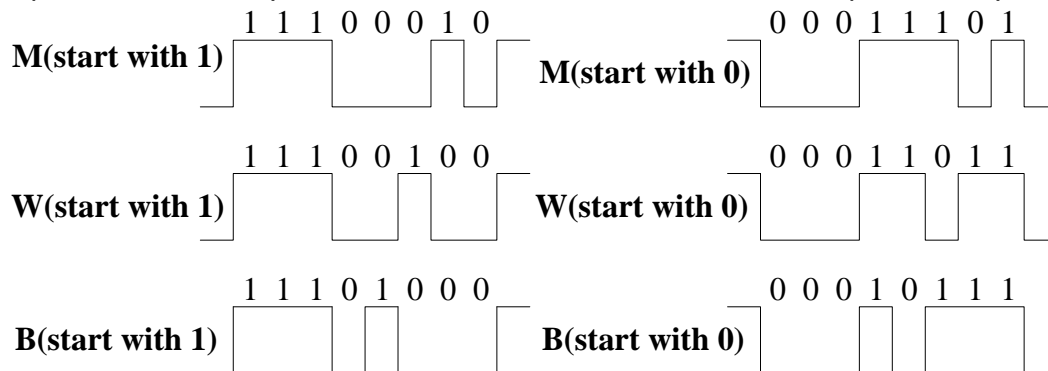 1 1 1 0 0 0 1 0
M(start with 1)
0 0 0 1 1 1 0 1
M(start with 0)
1 1 1 0 0 1 0 0
W(start with 1)
0 0 0 1 1 0 1 1
W(start with 0)
1 1 1 0 1 0 0 0
B(start with 1)
0 0 0 1 0 1 1 1
B(start with 0)